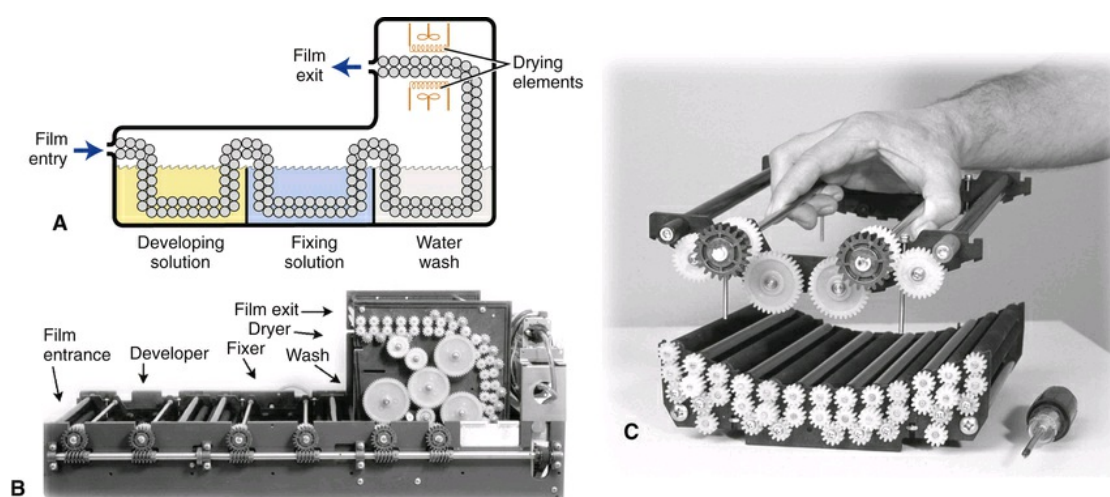 Film
exit
Drying
elements
Film
entry
A
Developing
solution
Fixing
solution
Water
wash
Film exit
Dryer
Film
entrance
Developer
Fixer
Wash
B
C